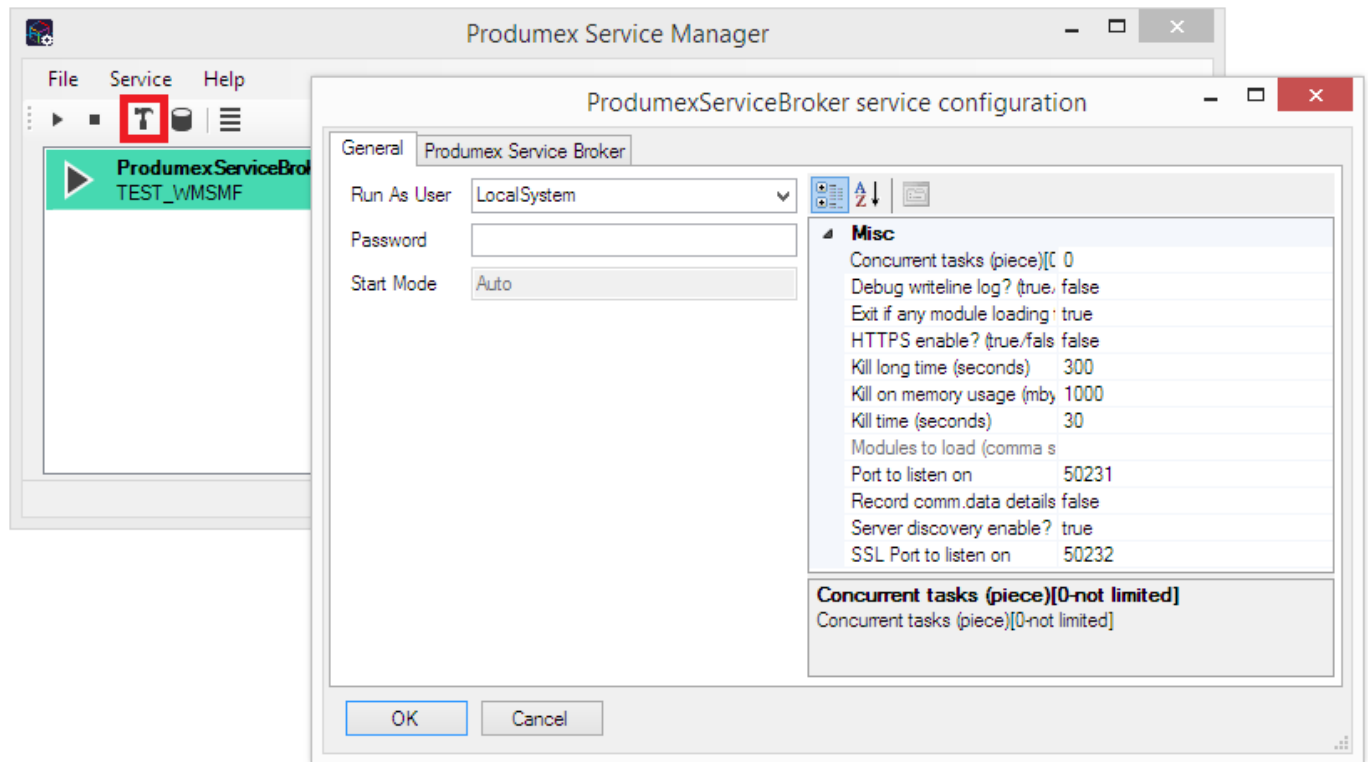 Produmex Service Manager
File Service Help
ProdumexServiceBro
TEST_WMSMF
ProdumexServiceBroker service configuration
General Produmex Service Broker
Run As User LocalSystem
Password
Start Mode Auto
Misc
Concurrent tasks (piece)[0 0
Debug writeline log? (true/ false
Exit if any module loading true
HTTPS enable? (true/fals false
Kill long time (seconds) 300
Kill on memory usage (mby 1000
Kill time (seconds) 30
Modules to load (comma s
Port to listen on 50231
Record comm.data details false
Server discovery enable? true
SSL Port to listen on 50232
Concurrent tasks (piece)[0-not limited]
Concurrent tasks (piece)[0-not limited]
OK Cancel